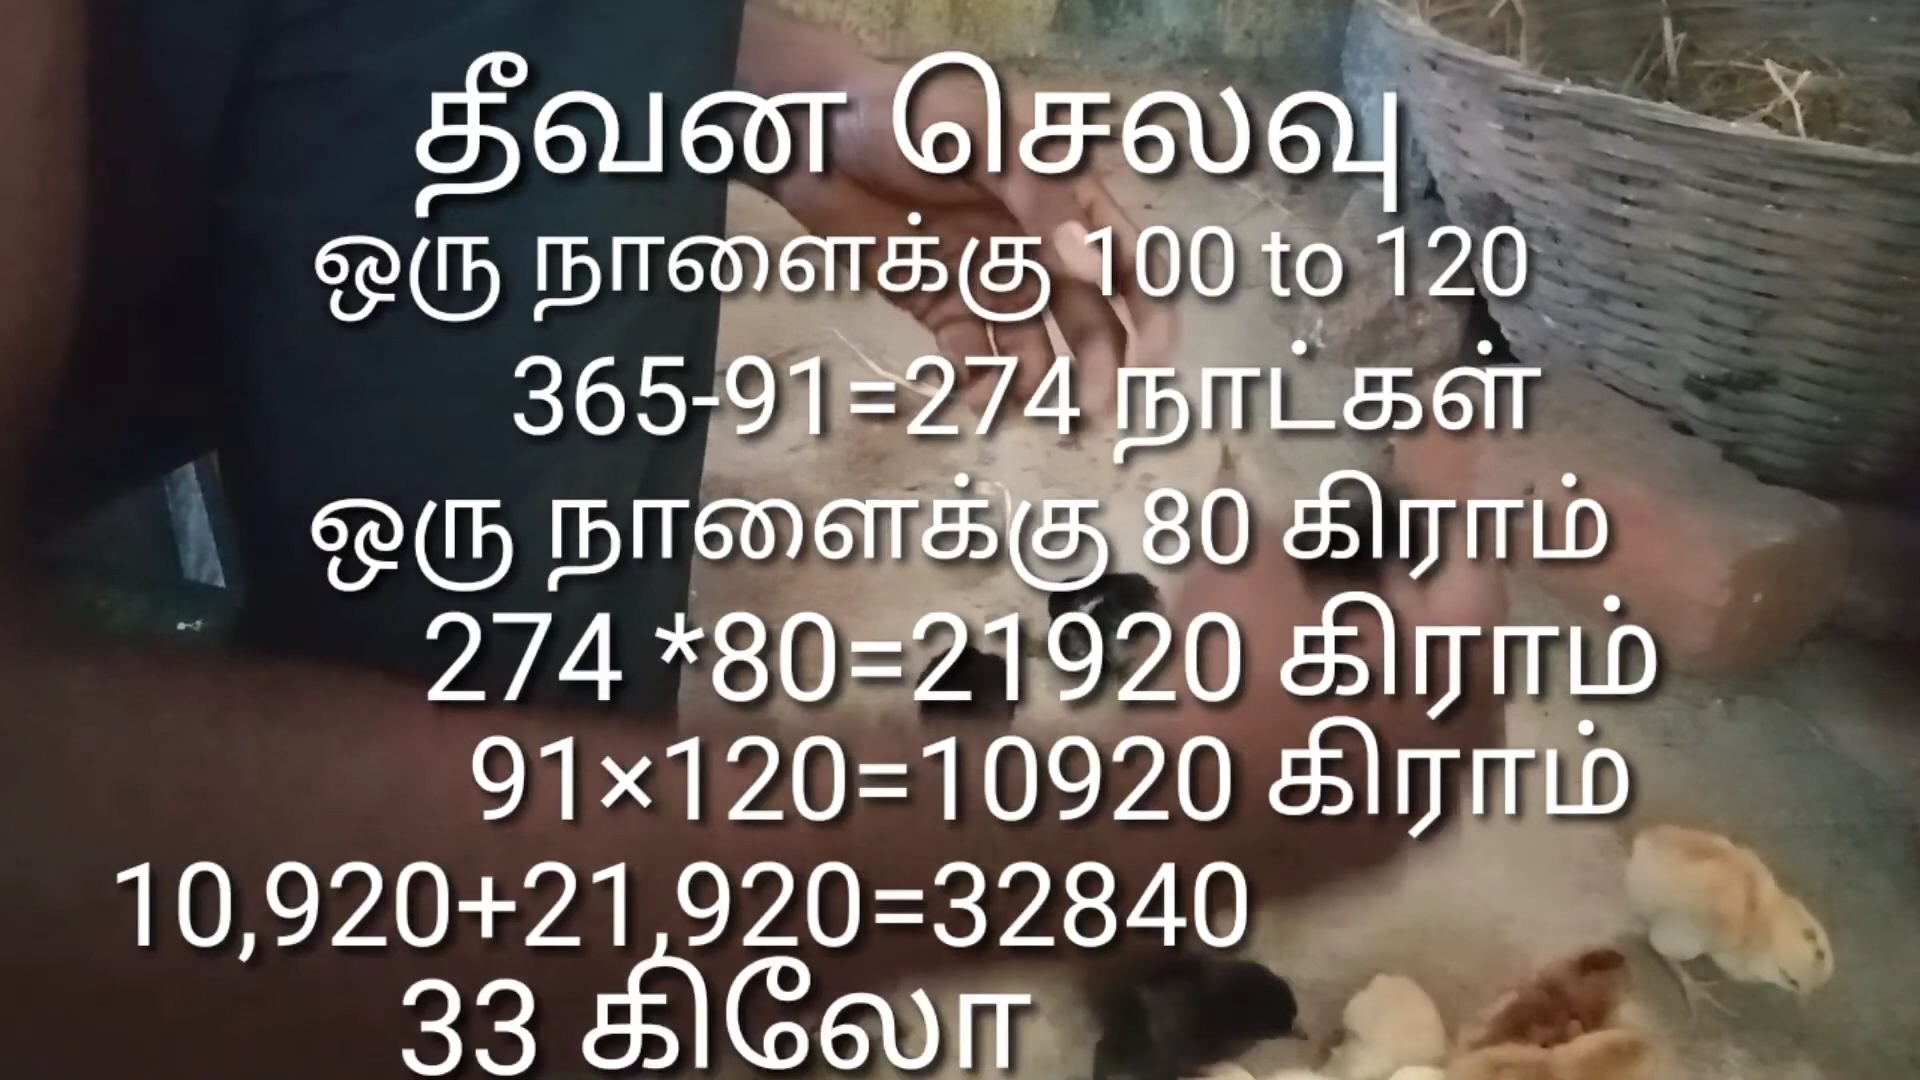 தீவன செலவு
ஒரு நாளைக்கு 100 to 120
365-91=274 நாட்கள்
ஒரு நாளைக்கு 80 கிராம்
274 *80=21920 கிராம்
91×120=10920 கிராம்
10,920+21,920=32840
33 கிலோ